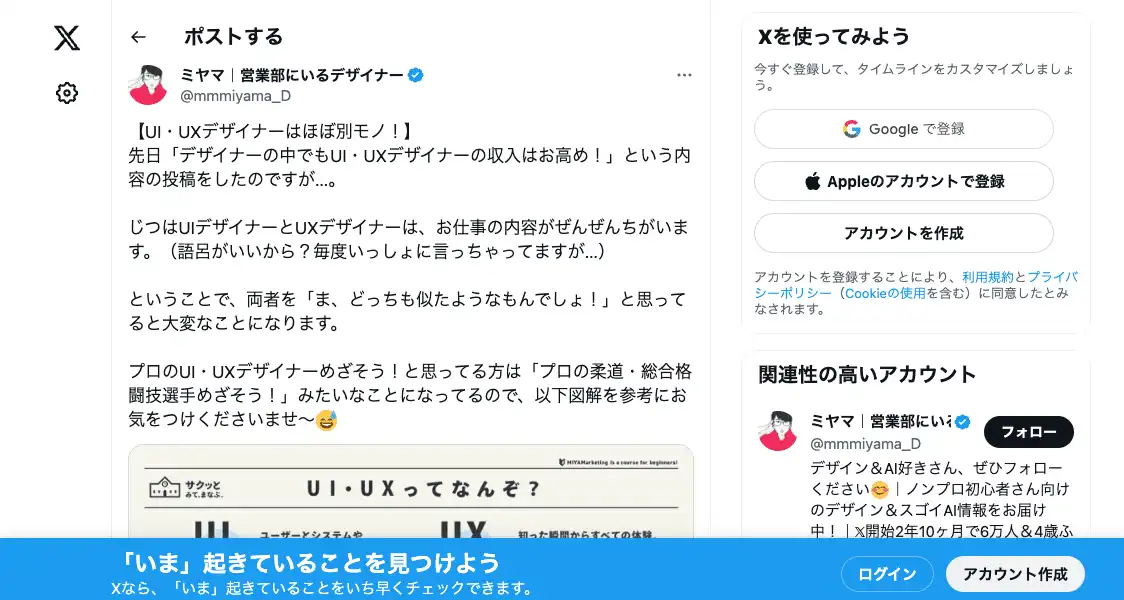 ポストする
ミヤマ｜営業部にいるデザイナー
@mmmiyama_D
【UI・UXデザイナーはほぼ別モノ！】
先日「デザイナーの中でもUI・UXデザイナーの収入はお高め！」という内
容の投稿をしたのですが...。
じつはUIデザイナーとUXデザイナーは、お仕事の内容がぜんぜんちがいま
す。（語呂がいいから？毎度いっしょに言っちゃってますが...）
ということで、両者を「ま、どっちも似たようなもんでしょ！」と思って
ると大変なことになります。
プロのUI・UXデザイナーめざそう！と思ってる方は「プロの柔道・総合格
闘技選手めざそう！」みたいなことになってるので、以下図解を参考にお
気をつけくださいませ〜😅
MIYAMarketing is a course for beginners!
サクッと
みて、まなぶ。
UI・UXってなんぞ？
UI
ユーザーとシステムや
UX
知った瞬間からすべての体験。
Xを使ってみよう
今すぐ登録して、タイムラインをカスタマイズしましょ
う。
Google で登録
Appleのアカウントで登録
アカウントを作成
アカウントを登録することにより、利用規約とプライバ
シーポリシー（Cookieの使用を含む）に同意したとみ
なされます。
関連性の高いアカウント
ミヤマ｜営業部にいる
@mmmiyama_D
フォロー
デザイン＆AI好きさん、ぜひフォロー
ください😊｜ノンプロ初心者さん向け
のデザイン＆スゴイAI情報をお届け
中！｜𝕏開始2年10ヶ月で6万人＆4歳ふ
「いま」起きていることを見つけよう
Xなら、「いま」起きていることをいち早くチェックできます。
ログイン
アカウント作成